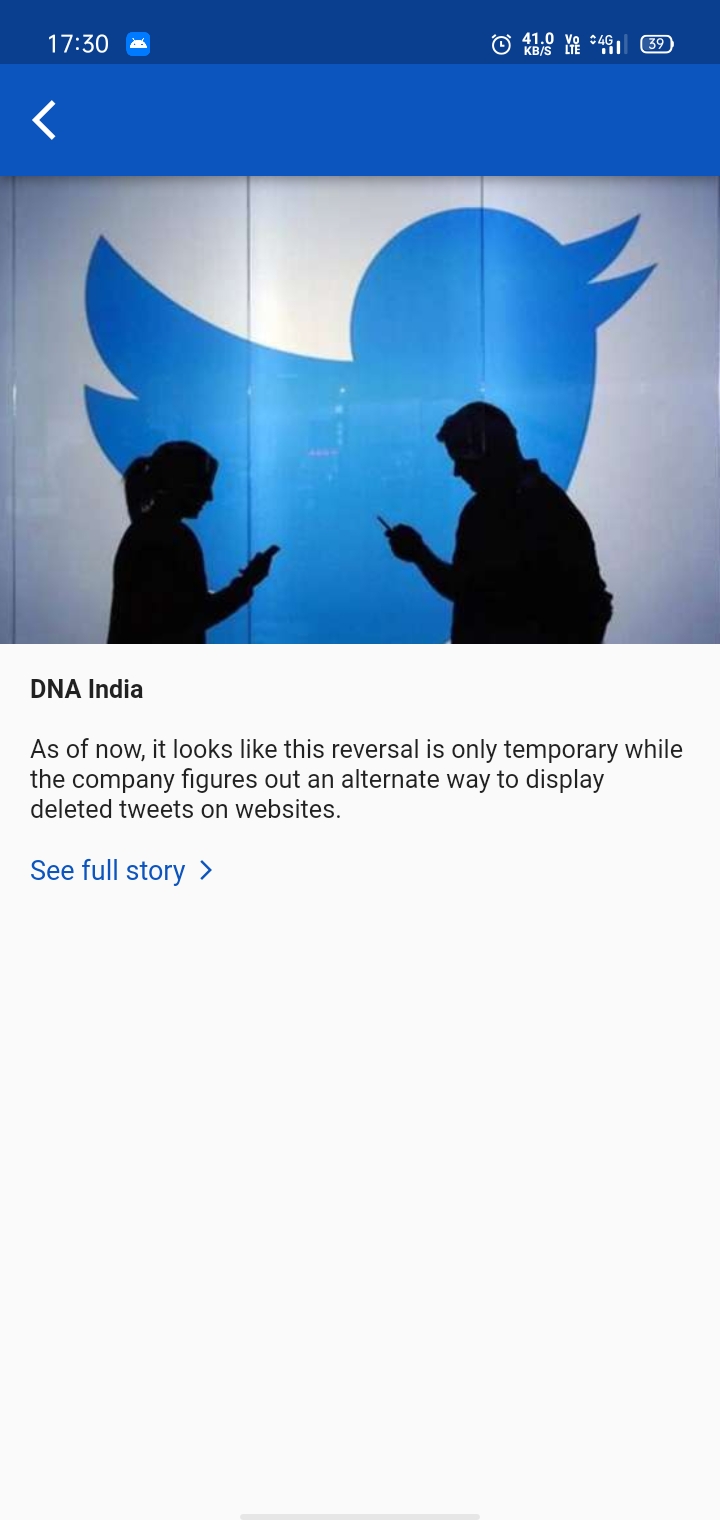 17:30
41.0
KB/S
Vo
LTE
4G
39
DNA India
As of now, it looks like this reversal is only temporary while
the company figures out an alternate way to display
deleted tweets on websites.
See full story